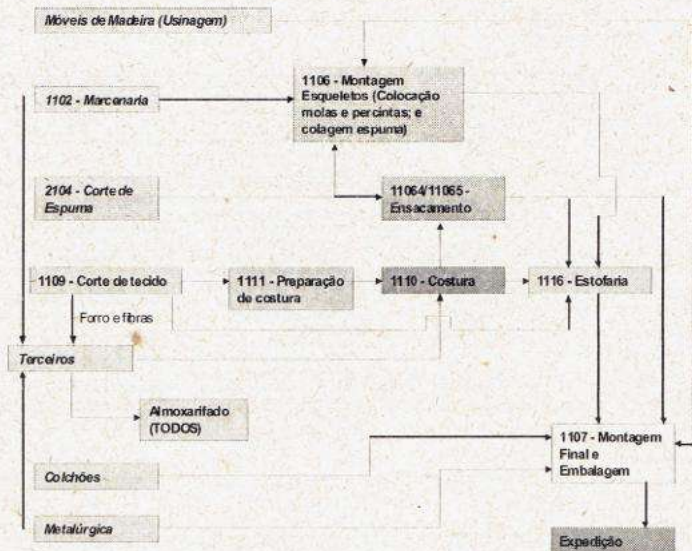 Móveis de Madeira (Usinagem)
1106 - Montagem
Esqueletos (Colocação
molas e percintas; e
colagem espuma)
1102 - Marcenaria
2104 - Corte de
Espuma
11064/11065 -
Ensacamento
1109 - Corte de tecido
1111 - Preparação
de costura
1110 - Costura
1116 - Estofaria
Forro e fibras
Terceiros
Almoxarifado
(TODOS)
1107 - Montagem
Final e
Embalagem
Colchões
Metalúrgica
Expedição